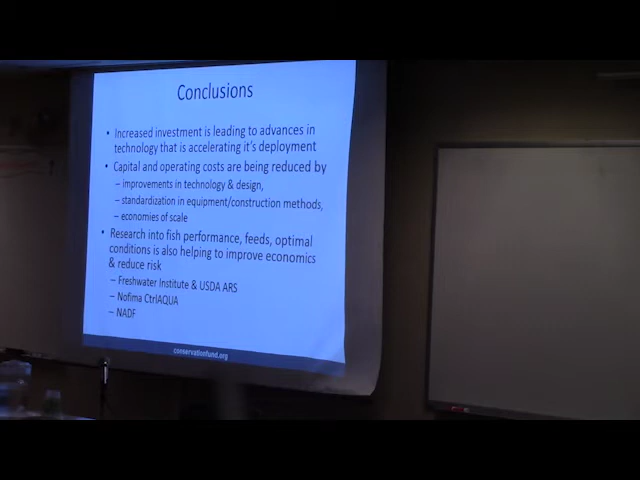 Conclusions
• Increased investment is leading to advances in
technology that is accelerating it's deployment
• Capital and operating costs are being reduced by
– improvements in technology & design,
– standardization in equipment/construction methods,
– economies of scale
• Research into fish performance, feeds, optimal
conditions is also helping to improve economics
& reduce risk
– Freshwater Institute & USDA ARS
– Nofima CtrlAQUA
– NADF
conservationfund.org